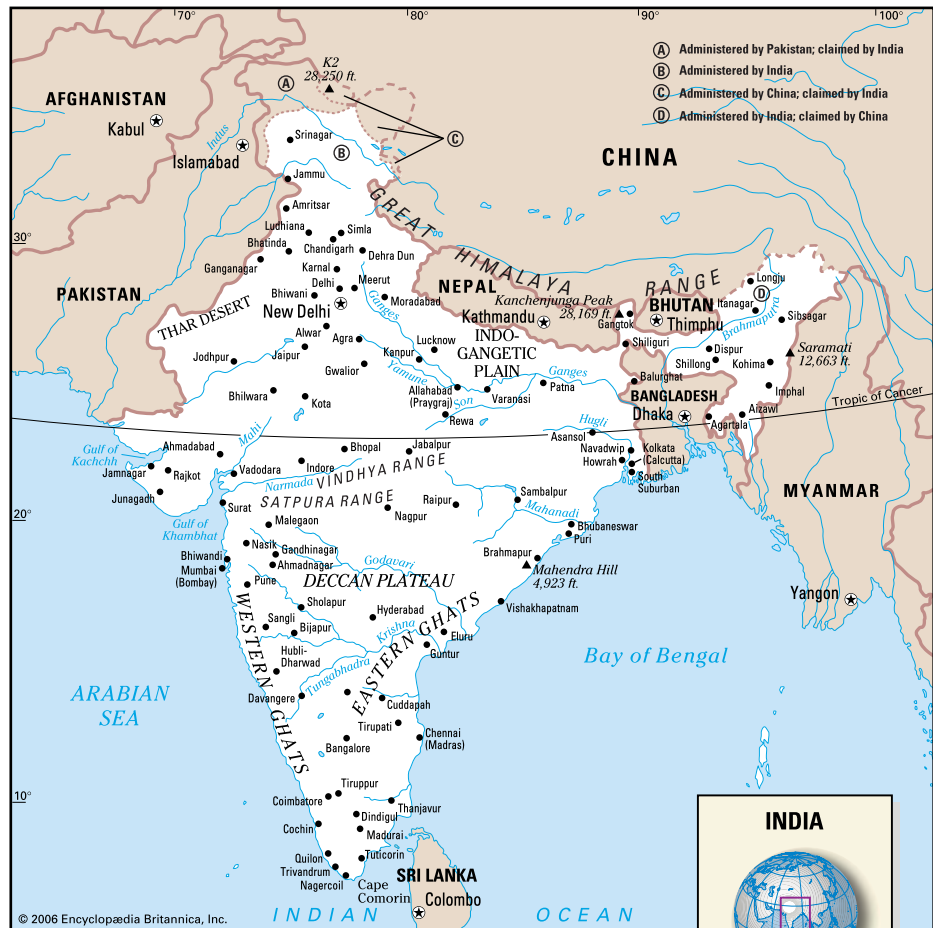 70°
80°
90°
100°
K2
28,250 ft.
A Administered by Pakistan; claimed by India
B Administered by India
C Administered by China; claimed by India
D Administered by India; claimed by China
A
AFGHANISTAN
Kabul
Indus
Srinagar
C
Islamabad
B
CHINA
Jammu
GREAT HIMALAYA RANGE
Amritsar
Ludhiana
Simla
30°
Bhatinda
Chandigarh
Dehra Dun
Ganganagar
Karnal
Meerut
Longju
PAKISTAN
Delhi
NEPAL
BHUTAN
D
Bhiwani
Moradabad
Kanchenjunga Peak
28,169 ft.
Itanagar
New Delhi
Ganges
Kathmandu
Gangtok
Thimphu
Brahmaputra
Sibsagar
THAR DESERT
Alwar
Agra
Lucknow
INDO-
GANGETIC
PLAIN
Shiliguri
Dispur
Saramati
12,663 ft.
Jodhpur
Jaipur
Kanpur
Shillong
Kohima
Gwalior
Yamune
Ganges
Balurghat
Bhilwara
Kota
Allahabad
(Praygraj)
Varanasi
Patna
BANGLADESH
Imphal
Son
Dhaka
Aizawl
Tropic of Cancer
Rewa
Hugli
Agartala
Mahi
Asansol
Gulf of
Kachchh
Ahmadabad
Bhopal
Jabalpur
Navadwip
Kolkata
(Calcutta)
Jamnagar
Rajkot
Vadodara
Indore
VINDHYA RANGE
Howrah
Narmada
South
Suburban
Junagadh
SATPURA RANGE
Raipur
Sambalpur
MYANMAR
Surat
Nagpur
Mahanadi
20°
Gulf of
Khambhat
Malegaon
Bhubaneswar
Puri
Nasik
Gandhinagar
Bhiwandi
Ahmadnagar
Godavari
Brahmapur
Mumbai
(Bombay)
Pune
DECCAN PLATEAU
Mahendra Hill
4,923 ft.
Yangon
Sholapur
Hyderabad
Vishakhapatnam
WESTERN GHATS
Sangli
Bijapur
Krishna
EASTERN GHATS
Eluru
Hubli-
Dharwad
Guntur
Bay of Bengal
Tungabhadra
ARABIAN
SEA
Davangere
Cuddapah
Tirupati
Bangalore
Chennai
(Madras)
Tiruppur
10°
Coimbatore
Thanjavur
Dindigul
INDIA
Cochin
Madurai
Quilon
Tuticorin
Trivandrum
Nagercoil
Cape
Comorin
SRI LANKA
Colombo
© 2006 Encyclopædia Britannica, Inc.
INDIAN OCEAN